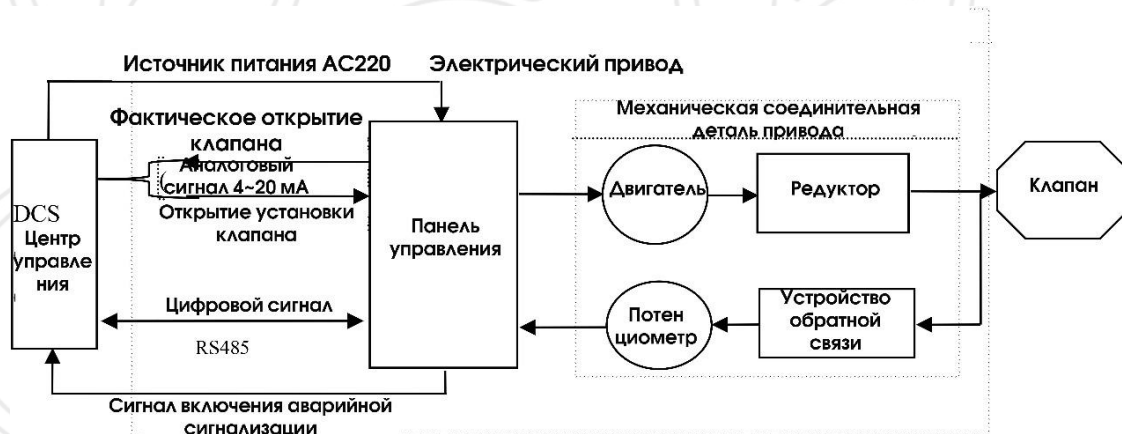 Источник питания АС220
Электрический привод
Фактическое открытие
клапана
Аналоговый
сигнал 4~20 мА
Открытие установки
клапана
DCS
Центр
управле
ния
Панель
управления
Цифровой сигнал
RS485
Сигнал включения аварийной
сигнализации
Механическая соединительная
деталь привода
Двигатель
Редуктор
Клапан
Потен
циометр
Устройство
обратной
связи